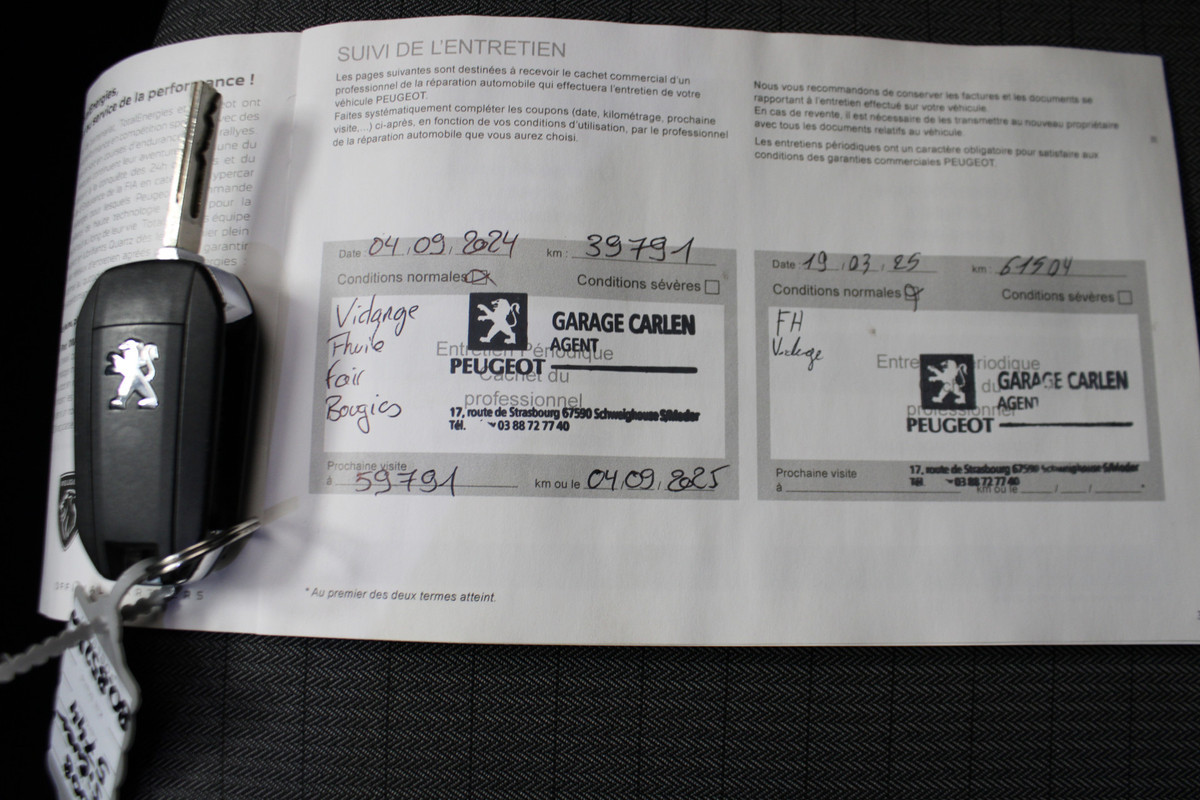 Énergies,
au service de la performance !
SUIVI DE L'ENTRETIEN
Les pages suivantes sont destinées à recevoir le cachet commercial d'un
professionnel de la réparation automobile qui effectuera l'entretien de votre
véhicule PEUGEOT.
Faites systématiquement compléter les coupons (date, kilométrage, prochaine
visite,...) ci-après, en fonction de vos conditions d'utilisation, par le professionnel
de la réparation automobile que vous aurez choisi.
Date 04.09.2024 km : 39791
Conditions normales Conditions sévères
Vidange
Fhuile
Fair
Bougies
Entretien Périodique
Cachet du
professionnel
GARAGE CARLEN
AGENT
PEUGEOT
17, route de Strasbourg 67590 Schweighouse S/Moder
Tél. 03 88 72 77 40
Prochaine visite
à 59791 km ou le 04.09.2025
* Au premier des deux termes atteint.
Nous vous recommandons de conserver les factures et les documents se
rapportant à l'entretien effectué sur votre véhicule.
En cas de revente, il est nécessaire de les transmettre au nouveau propriétaire
avec tous les documents relatifs au véhicule.
Les entretiens périodiques ont un caractère obligatoire pour satisfaire aux
conditions des garanties commerciales PEUGEOT.
Date 19.03.25 km : 61504
Conditions normales Conditions sévères
FH
GARAGE CARLEN
AGENT
PEUGEOT
17, route de Strasbourg 67590 Schweighouse S/Moder
Tél. 03 88 72 77 40
Prochaine visite
à km ou le / / *